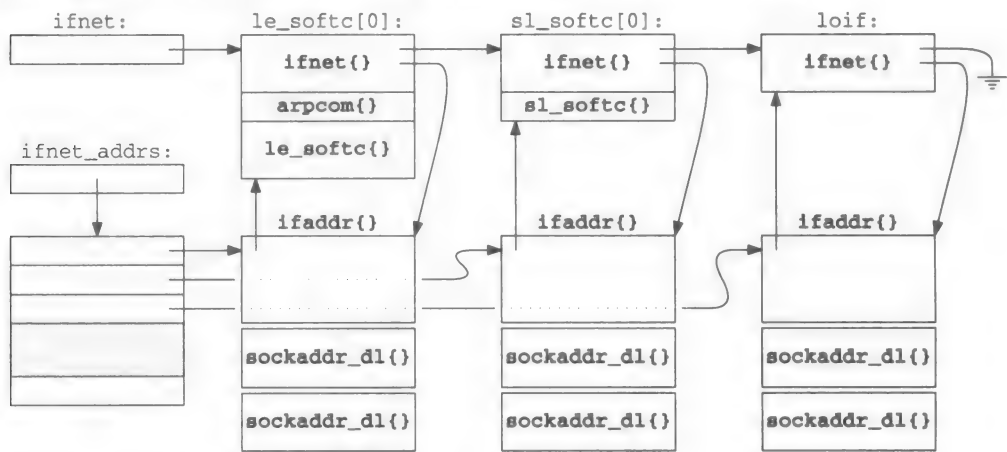 ifnet: le_softc[0]: sl_softc[0]: loif:
ifnet{} ifnet{} ifnet{}
arpcom{} sl_softc{}
le_softc{}
ifnet_addrs:
ifaddr{} ifaddr{} ifaddr{}
sockaddr_dl{} sockaddr_dl{} sockaddr_dl{}
sockaddr_dl{} sockaddr_dl{} sockaddr_dl{}